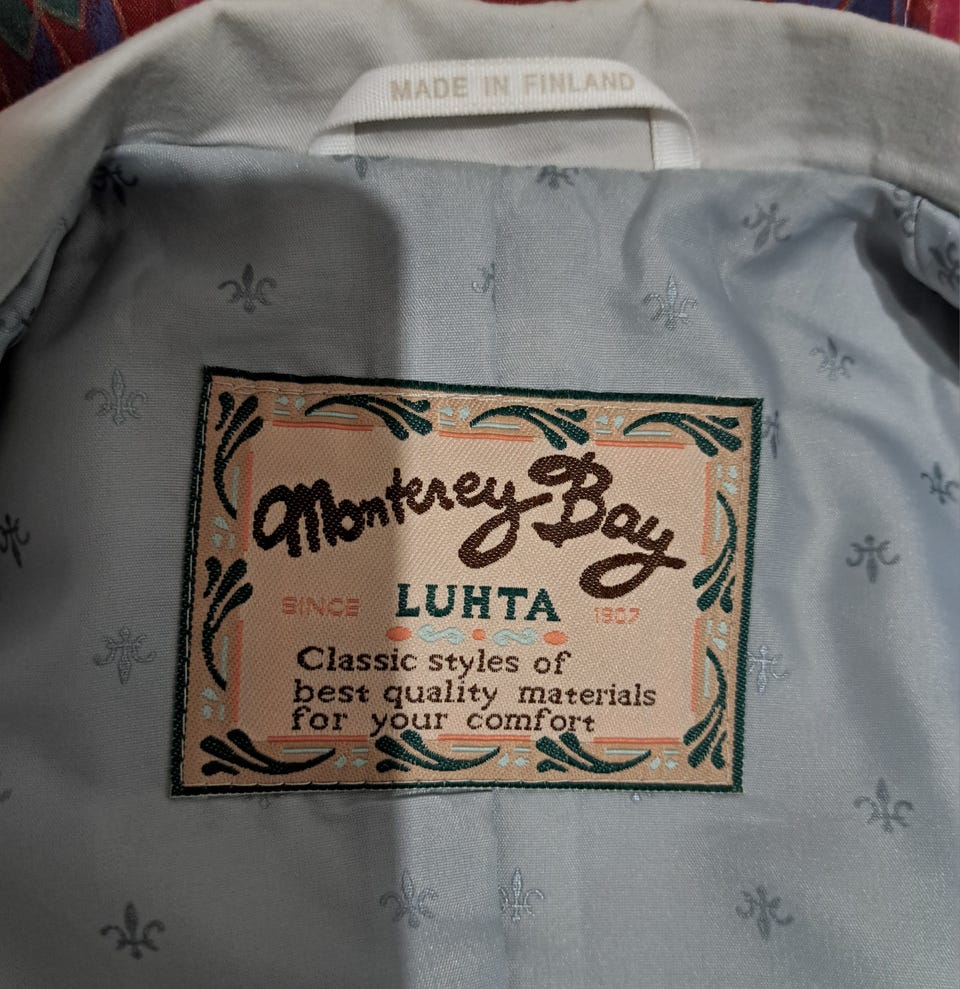 MADE IN FINLAND
Monterey Bay
SINCE LUHTA 1907
Classic styles of
best quality materials
for your comfort